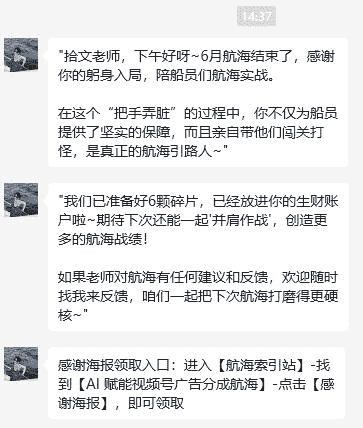 14:37
"拾文老师，下午好呀~6月航海结束了，感谢
你的躬身入局，陪船员们航海实战。
在这个“把手弄脏”的过程中，你不仅为船员
提供了坚实的保障，而且亲自带他们闯关打
怪，是真正的航海引路人~"
"我们已准备好6颗碎片，已经放进你的生财账
户啦~期待下次还能一起'并肩作战'，创造更
多的航海战绩！
如果老师对航海有任何建议和反馈，欢迎随时
找我来反馈，咱们一起把下次航海打磨得更硬
核~"
感谢海报领取入口：进入【航海索引站】-找
到【AI 赋能视频号广告分成航海】-点击【感
谢海报】，即可领取